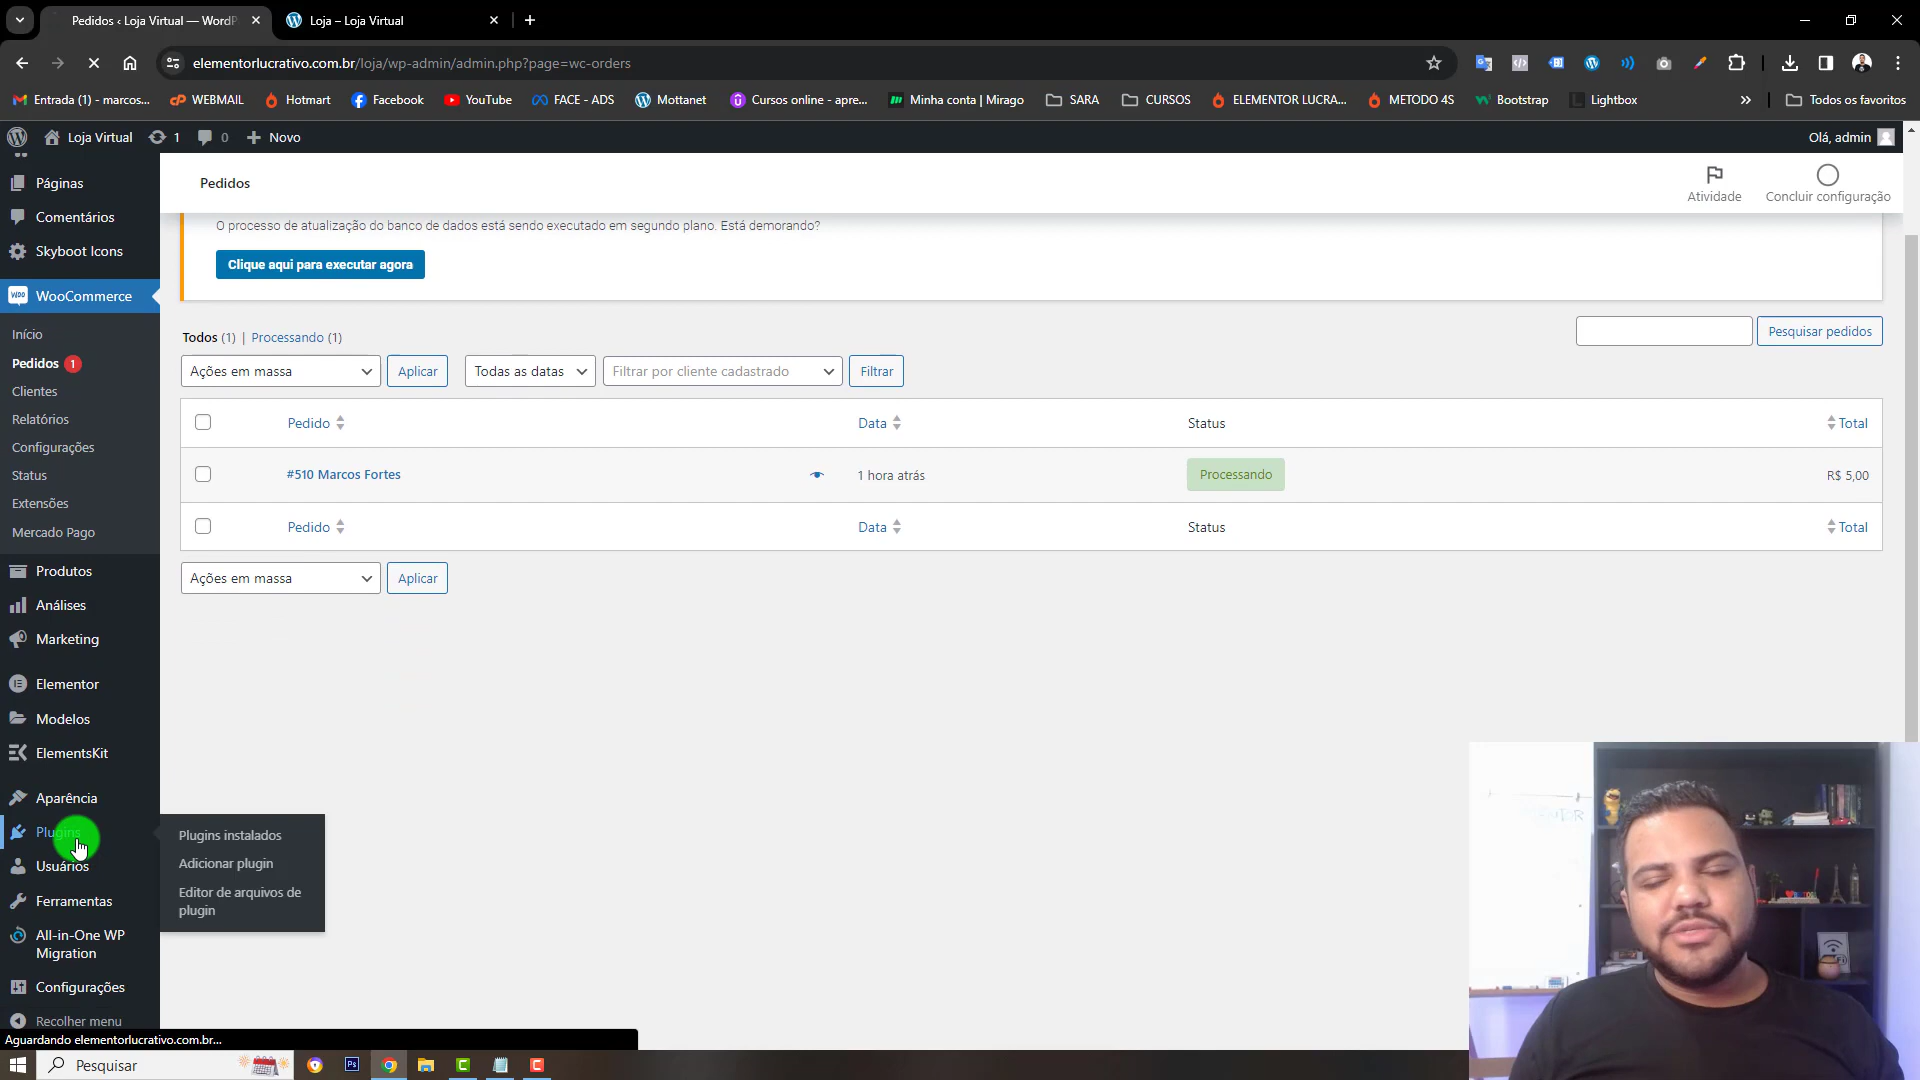 Pedidos ‹ Loja Virtual — WordP
Loja – Loja Virtual
elementorlucrativo.com.br/loja/wp-admin/admin.php?page=wc-orders
Entrada (1) - marcos...
WEBMAIL
Hotmart
Facebook
YouTube
FACE - ADS
Mottanet
Cursos online - apre...
Minha conta | Mirago
SARA
CURSOS
ELEMENTOR LUCRA...
METODO 4S
Bootstrap
Lightbox
»
Todos os favoritos
Loja Virtual
1
0
Novo
Olá, admin
Páginas
Comentários
Skyboot Icons
WooCommerce
Início
Pedidos 1
Clientes
Relatórios
Configurações
Status
Extensões
Mercado Pago
Produtos
Análises
Marketing
Elementor
Modelos
ElementsKit
Aparência
Plugins
Usuários
Ferramentas
All-in-One WP
Migration
Configurações
Recolher menu
Plugins instalados
Adicionar plugin
Editor de arquivos de
plugin
Pedidos
Atividade
Concluir configuração
O processo de atualização do banco de dados está sendo executado em segundo plano. Está demorando?
Clique aqui para executar agora
Todos (1) | Processando (1)
Pesquisar pedidos
Ações em massa
Aplicar
Todas as datas
Filtrar por cliente cadastrado
Filtrar
Pedido
Data
Status
Total
#510 Marcos Fortes
1 hora atrás
Processando
R$ 5,00
Pedido
Data
Status
Total
Ações em massa
Aplicar
Aguardando elementorlucrativo.com.br...
Pesquisar